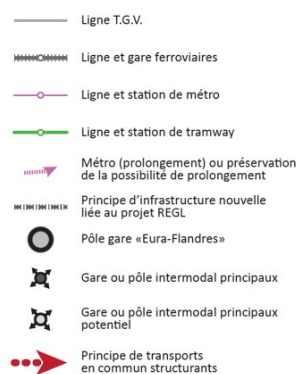 Ligne T.G.V.
Ligne et gare ferroviaires
Ligne et station de métro
Ligne et station de tramway
Métro (prolongement) ou préservation
de la possibilité de prolongement
Principe d'infrastructure nouvelle
liée au projet REGL
Pôle gare «Eura-Flandres»
Gare ou pôle intermodal principaux
Gare ou pôle intermodal principaux
potentiel
Principe de transports
en commun structurants